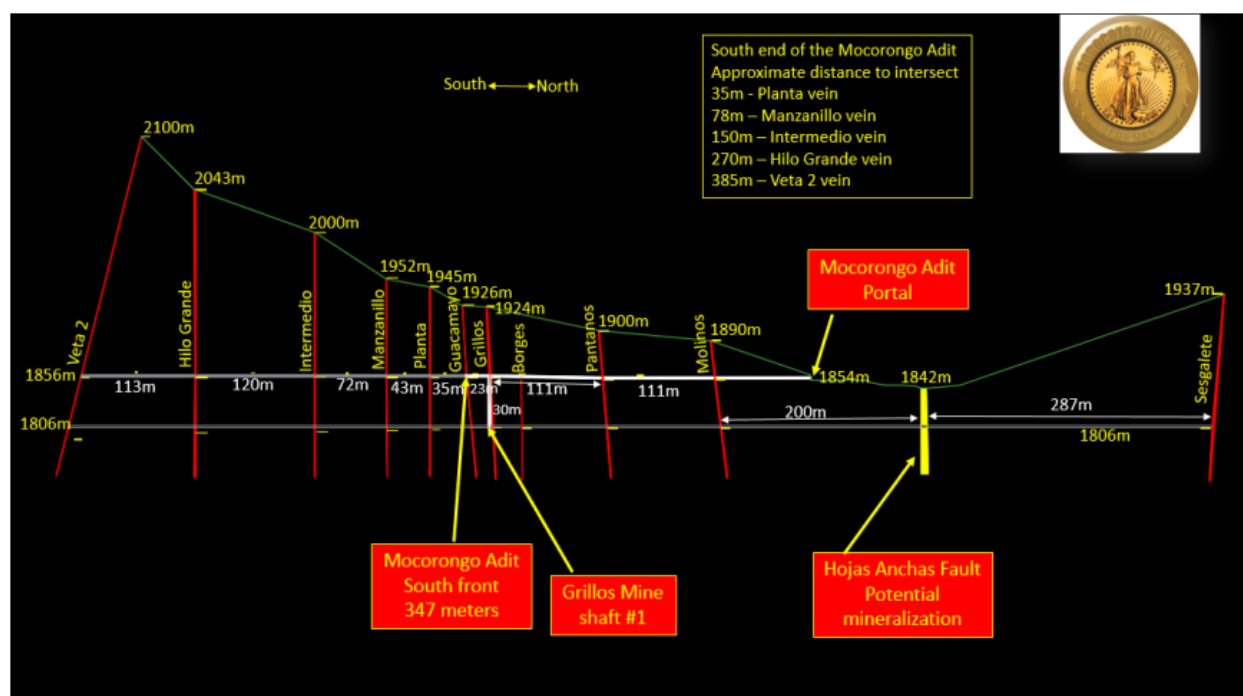 South end of the Mocorongo Adit
Approximate distance to intersect
35m - Planta vein
78m – Manzanillo vein
150m – Intermedio vein
270m – Hilo Grande vein
385m – Veta 2 vein
South
North
2100m
2043m
2000m
1952m
1945m
1926m
1924m
1900m
1890m
1854m
1842m
1937m
Mocorongo Adit
Portal
Veta 2
Hilo Grande
Intermedio
Manzanillo
Planta
Guacamayo
Grillos
Borges
Pantanos
Molinos
Sesgalete
1856m
113m
120m
72m
43m
35m
23m
111m
111m
30m
200m
287m
1806m
1806m
Mocorongo Adit
South front
347 meters
Grillos Mine
shaft #1
Hojas Anchas Fault
Potential
mineralization